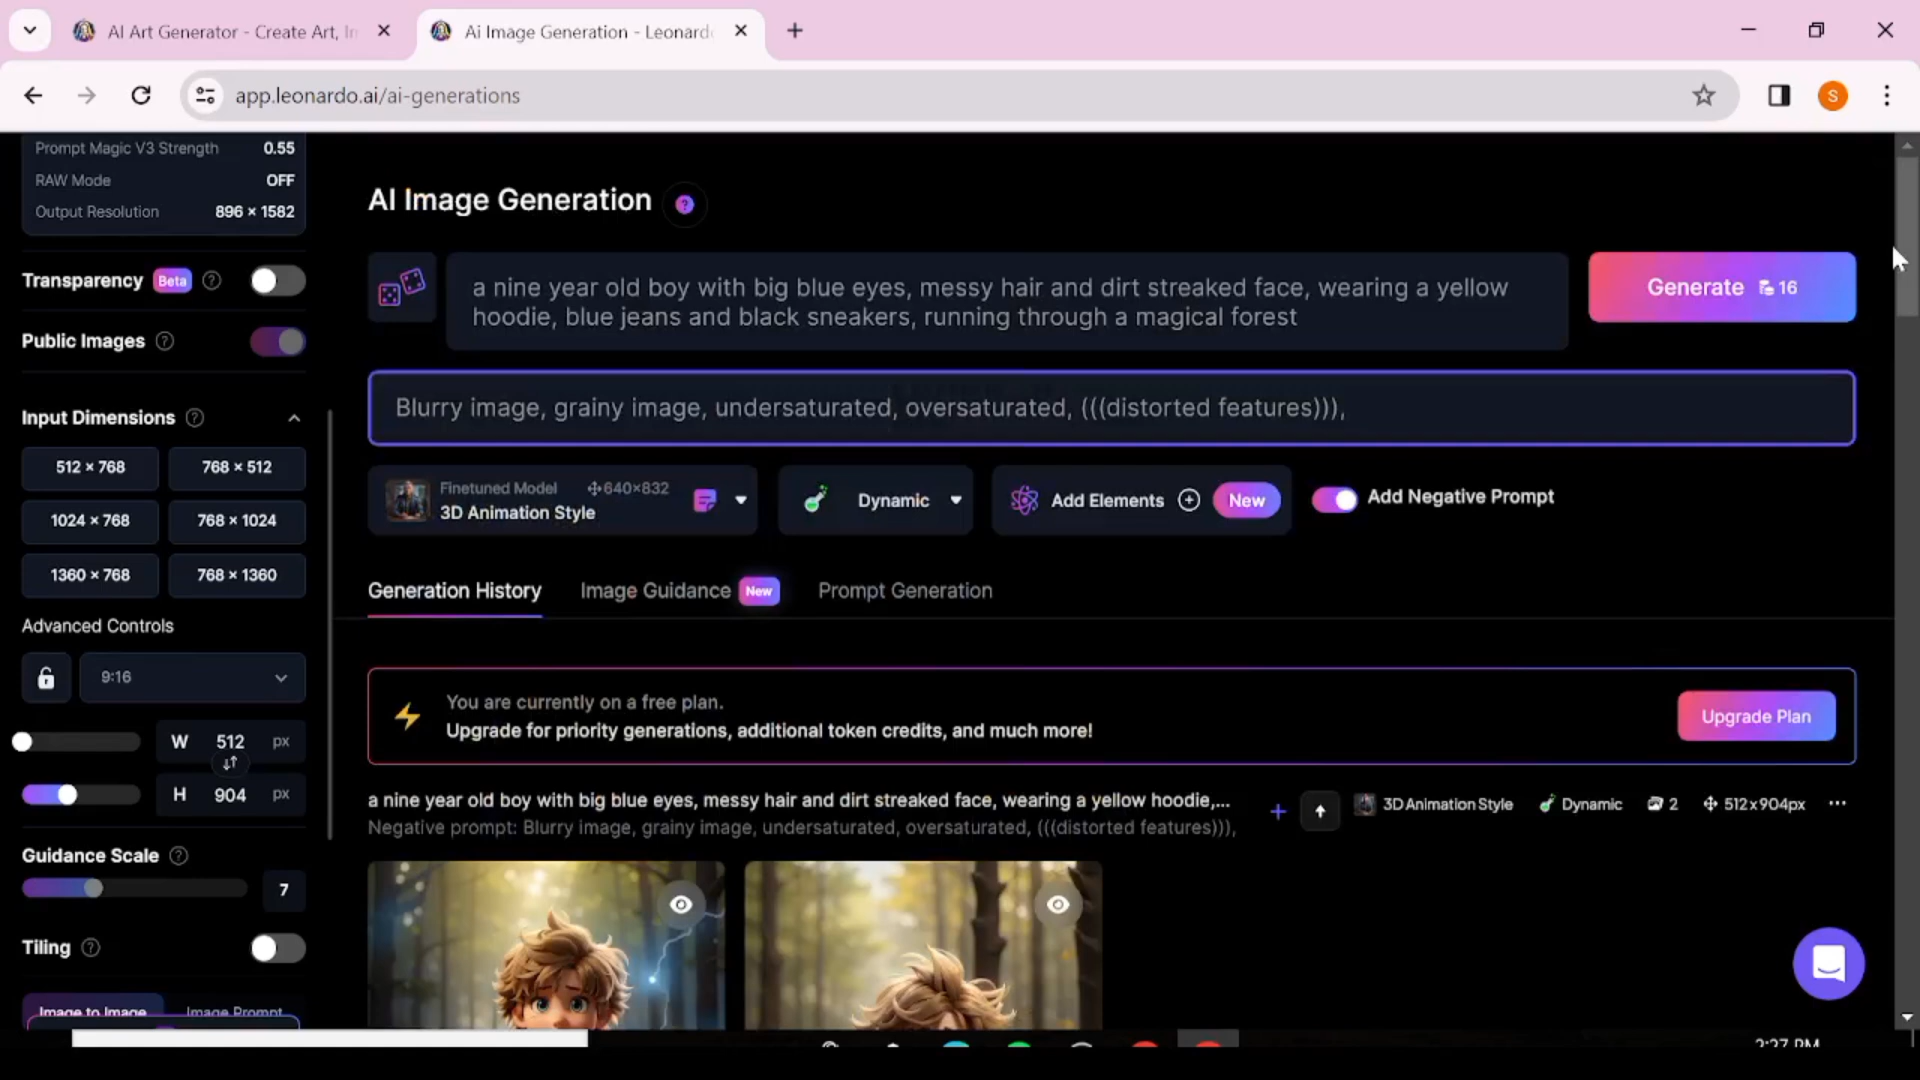 AI Art Generator - Create Art, Im
Ai Image Generation - Leonardo
app.leonardo.ai/ai-generations
S
Prompt Magic V3 Strength 0.55
RAW Mode OFF
Output Resolution 896 × 1582
Transparency Beta ?
Public Images ?
Input Dimensions ?
512 × 768 768 × 512
1024 × 768 768 × 1024
1360 × 768 768 × 1360
Advanced Controls
9:16
W 512 px
H 904 px
Guidance Scale ?
7
Tiling ?
Image to Image Image Prompt
AI Image Generation ?
a nine year old boy with big blue eyes, messy hair and dirt streaked face, wearing a yellow
hoodie, blue jeans and black sneakers, running through a magical forest
Generate 16
Blurry image, grainy image, undersaturated, oversaturated, (((distorted features))),
Finetuned Model 640×832
3D Animation Style
Dynamic
Add Elements New
Add Negative Prompt
Generation History Image Guidance New Prompt Generation
You are currently on a free plan.
Upgrade for priority generations, additional token credits, and much more!
Upgrade Plan
a nine year old boy with big blue eyes, messy hair and dirt streaked face, wearing a yellow hoodie,...
Negative prompt: Blurry image, grainy image, undersaturated, oversaturated, (((distorted features))),
3D Animation Style Dynamic 2 512x904px
2:27 PM